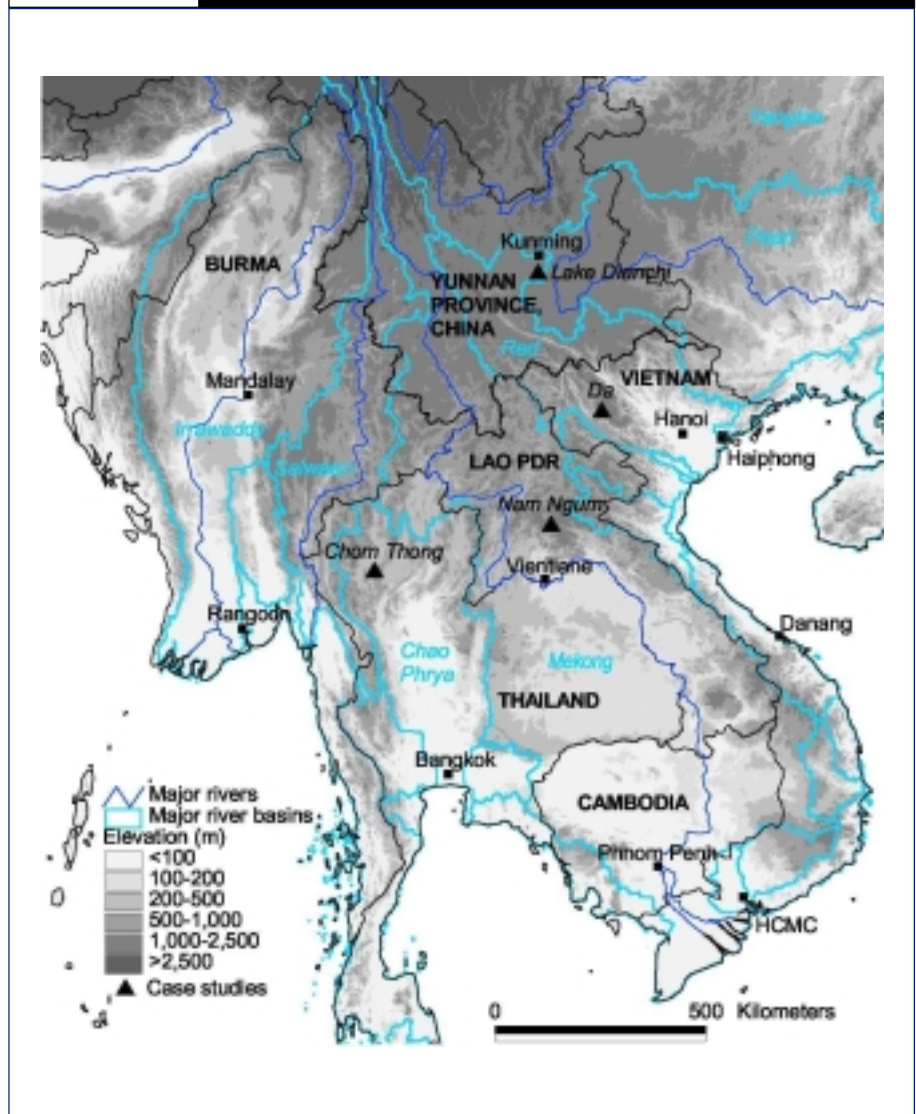 Yangtze
Kunming
Pearl
BURMA
Lake Dianchi
YUNNAN
PROVINCE,
CHINA
Red
VIETNAM
Mandalay
Da
Hanoi
Irrawaddy
Haiphong
Salween
LAO PDR
Nam Ngum
Chom Thong
Vientiane
Rangoon
Danang
Chao
Phrya
Mekong
THAILAND
Bangkok
Major rivers
Major river basins
CAMBODIA
Elevation (m)
<100
100-200
Phnom Penh
200-500
500-1,000
HCMC
1,000-2,500
>2,500
Case studies
0 500 Kilometers